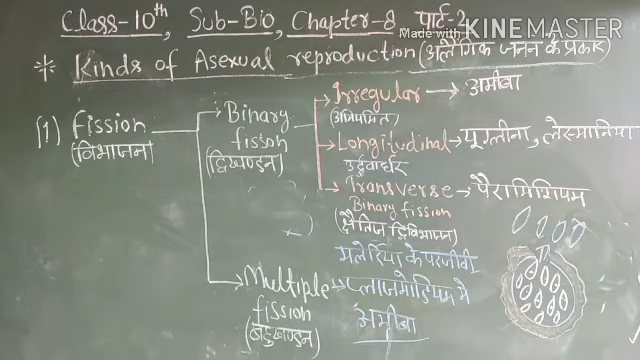 Class-10th, Sub-Bio, Chapter-8 पार्ट-2
Made with KINEMASTER
* Kinds of Asexual reproduction (अलैंगिक जनन के प्रकार)
(1) fission
(विभाजन)
Binary
fisson
(द्विखण्डन)
Irregular → अमीबा
(अनियमित)
Longitudinal → यूग्लीना, लेस्मानिया
Transverse → पैरामिशियम
Binary fission
(क्षैतिज द्विविभाजन)
मलेरिया के परजीवी
Multiple → प्लाज्मोडियम में
fission
(बहुखण्डन)
अमीबा